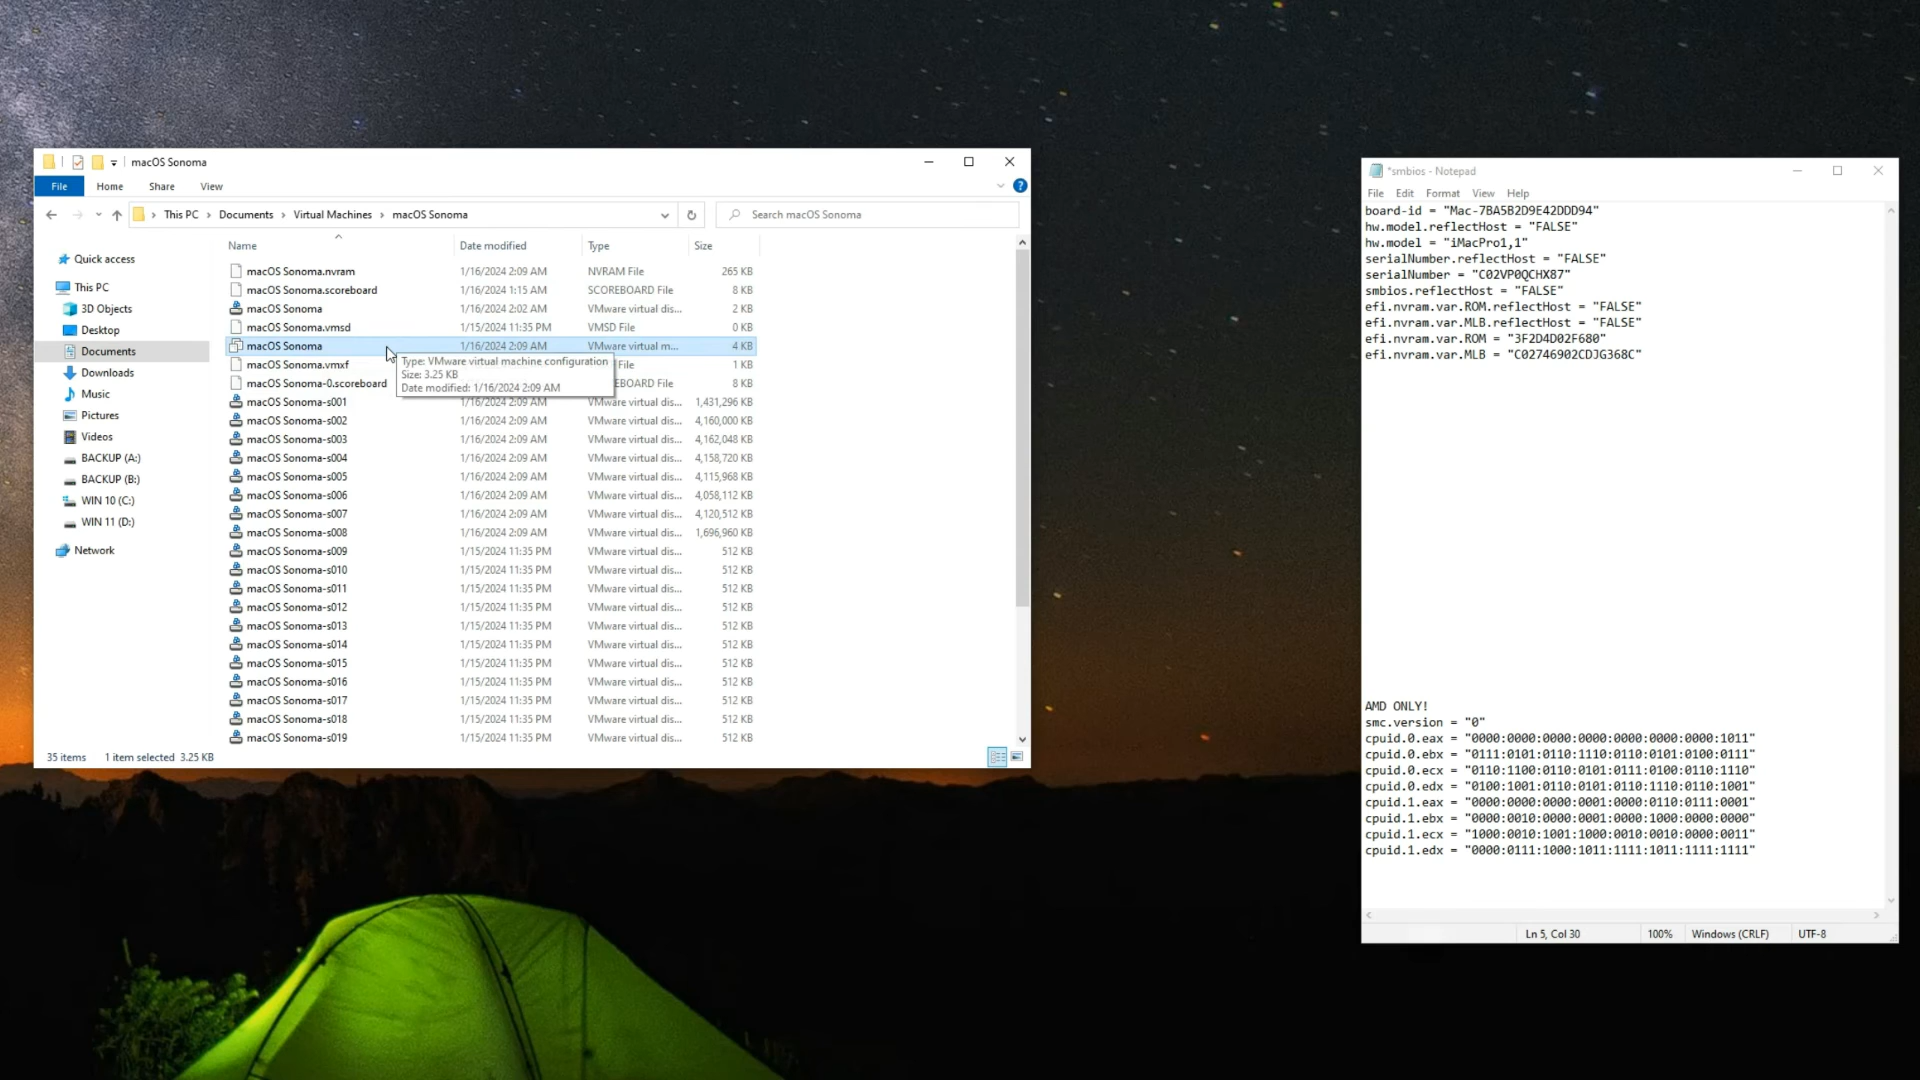 macOS Sonoma
File Home Share View
This PC Documents Virtual Machines macOS Sonoma Search macOS Sonoma
Quick access
This PC
3D Objects
Desktop
Documents
Downloads
Music
Pictures
Videos
BACKUP (A:)
BACKUP (B:)
WIN 10 (C:)
WIN 11 (D:)
Network
Name Date modified Type Size
macOS Sonoma.nvram 1/16/2024 2:09 AM NVRAM File 265 KB
macOS Sonoma.scoreboard 1/16/2024 1:15 AM SCOREBOARD File 8 KB
macOS Sonoma 1/16/2024 2:02 AM VMware virtual dis... 2 KB
macOS Sonoma.vmsd 1/15/2024 11:35 PM VMSD File 0 KB
macOS Sonoma 1/16/2024 2:09 AM VMware virtual m... 4 KB
macOS Sonoma.vmxf File 1 KB
macOS Sonoma-0.scoreboard EBOARD File 8 KB
Type: VMware virtual machine configuration
Size: 3.25 KB
Date modified: 1/16/2024 2:09 AM
macOS Sonoma-s001 1/16/2024 2:09 AM VMware virtual dis... 1,431,296 KB
macOS Sonoma-s002 1/16/2024 2:09 AM VMware virtual dis... 4,160,000 KB
macOS Sonoma-s003 1/16/2024 2:09 AM VMware virtual dis... 4,162,048 KB
macOS Sonoma-s004 1/16/2024 2:09 AM VMware virtual dis... 4,158,720 KB
macOS Sonoma-s005 1/16/2024 2:09 AM VMware virtual dis... 4,115,968 KB
macOS Sonoma-s006 1/16/2024 2:09 AM VMware virtual dis... 4,058,112 KB
macOS Sonoma-s007 1/16/2024 2:09 AM VMware virtual dis... 4,120,512 KB
macOS Sonoma-s008 1/16/2024 2:09 AM VMware virtual dis... 1,696,960 KB
macOS Sonoma-s009 1/15/2024 11:35 PM VMware virtual dis... 512 KB
macOS Sonoma-s010 1/15/2024 11:35 PM VMware virtual dis... 512 KB
macOS Sonoma-s011 1/15/2024 11:35 PM VMware virtual dis... 512 KB
macOS Sonoma-s012 1/15/2024 11:35 PM VMware virtual dis... 512 KB
macOS Sonoma-s013 1/15/2024 11:35 PM VMware virtual dis... 512 KB
macOS Sonoma-s014 1/15/2024 11:35 PM VMware virtual dis... 512 KB
macOS Sonoma-s015 1/15/2024 11:35 PM VMware virtual dis... 512 KB
macOS Sonoma-s016 1/15/2024 11:35 PM VMware virtual dis... 512 KB
macOS Sonoma-s017 1/15/2024 11:35 PM VMware virtual dis... 512 KB
macOS Sonoma-s018 1/15/2024 11:35 PM VMware virtual dis... 512 KB
macOS Sonoma-s019 1/15/2024 11:35 PM VMware virtual dis... 512 KB
35 items 1 item selected 3.25 KB
*smbios - Notepad
File Edit Format View Help
board-id = "Mac-7BA5B2D9E42DDD94"
hw.model.reflectHost = "FALSE"
hw.model = "iMacPro1,1"
serialNumber.reflectHost = "FALSE"
serialNumber = "C02VP0QCHX87"
smbios.reflectHost = "FALSE"
efi.nvram.var.ROM.reflectHost = "FALSE"
efi.nvram.var.MLB.reflectHost = "FALSE"
efi.nvram.var.ROM = "3F2D4D02F680"
efi.nvram.var.MLB = "C02746902CDJG368C"
AMD ONLY!
smc.version = "0"
cpuid.0.eax = "0000:0000:0000:0000:0000:0000:0000:1011"
cpuid.0.ebx = "0111:0101:0110:1110:0110:0101:0100:0111"
cpuid.0.ecx = "0110:1100:0110:0101:0111:0100:0110:1110"
cpuid.0.edx = "0100:1001:0110:0101:0110:1110:0110:1001"
cpuid.1.eax = "0000:0000:0000:0001:0000:0110:0111:0001"
cpuid.1.ebx = "0000:0010:0000:0001:0000:1000:0000:0000"
cpuid.1.ecx = "1000:0010:1001:1000:0010:0010:0000:0011"
cpuid.1.edx = "0000:0111:1000:1011:1111:1011:1111:1111"
Ln 5, Col 30 100% Windows (CRLF) UTF-8